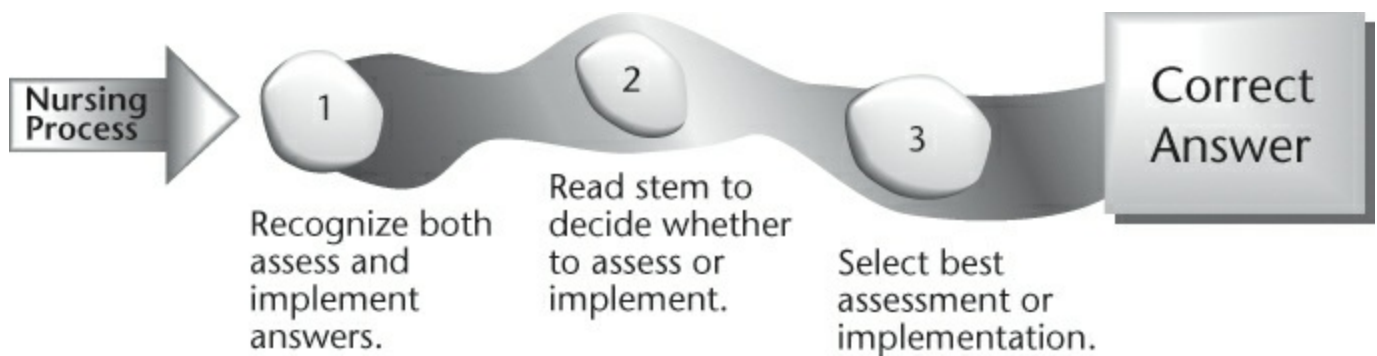 Nursing
Process
1
Recognize both
assess and
implement
answers.
2
Read stem to
decide whether
to assess or
implement.
3
Select best
assessment or
implementation.
Correct
Answer